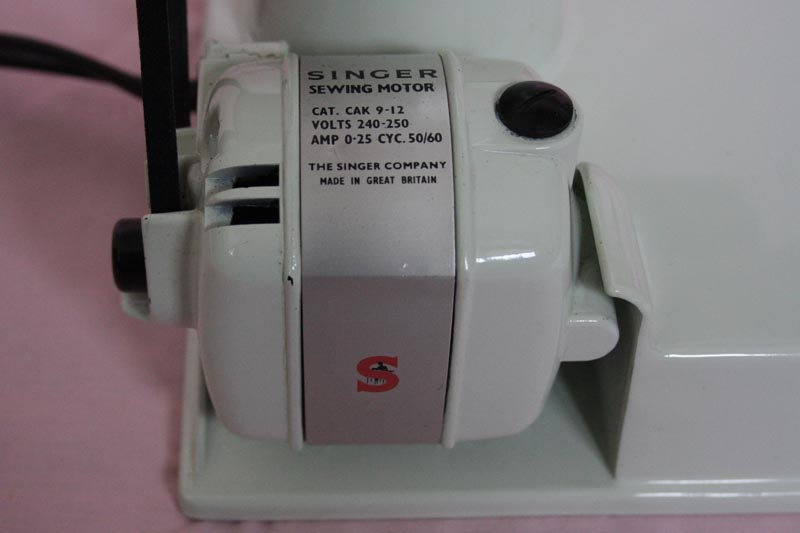 SINGER
SEWING MOTOR
CAT. CAK 9-12
VOLTS 240-250
AMP 0·25 CYC. 50/60
THE SINGER COMPANY
MADE IN GREAT BRITAIN
S